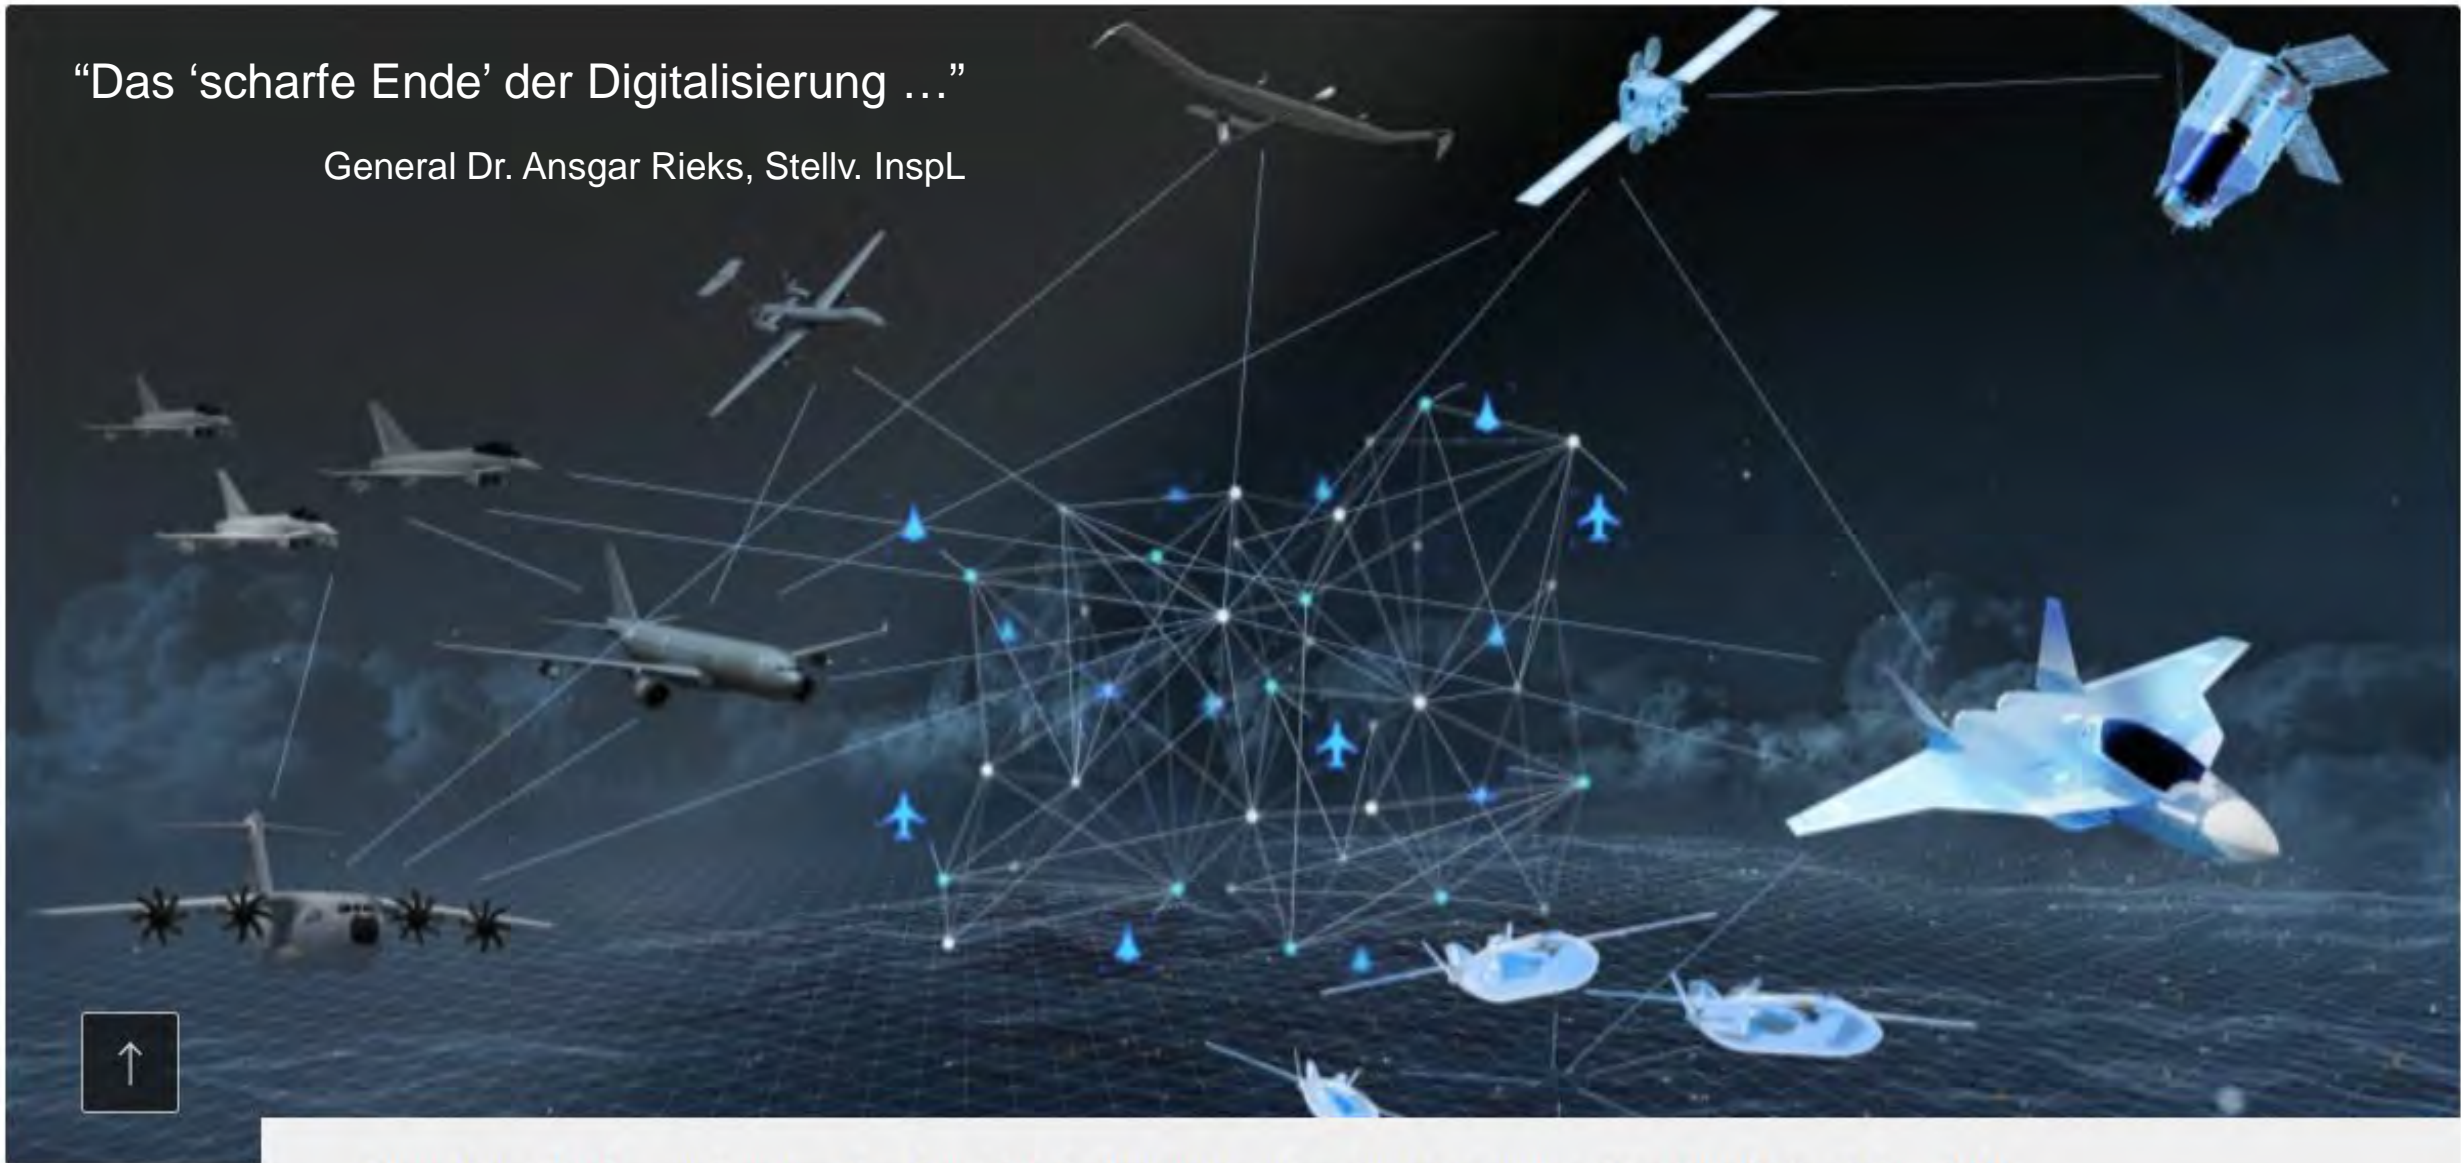 “Das ‘scharfe Ende’ der Digitalisierung …”
General Dr. Ansgar Rieks, Stellv. InspL